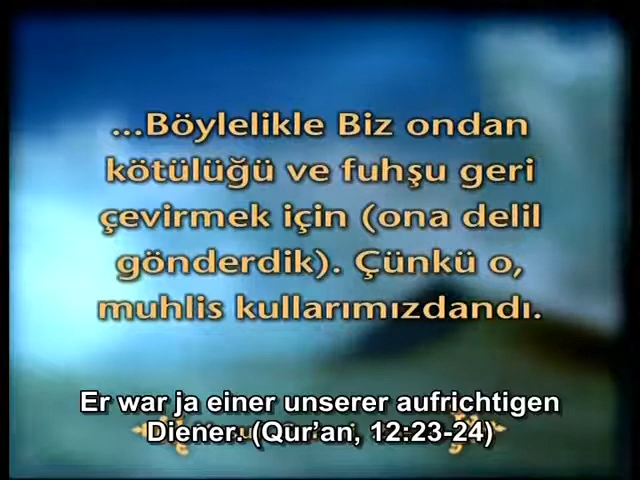 ...Böylelikle Biz ondan
kötülüğü ve fuhşu geri
çevirmek için (ona delil
gönderdik). Çünkü o,
muhlis kullarımızdandı.
Er war ja einer unserer aufrichtigen
Diener. (Qur’an, 12:23-24)